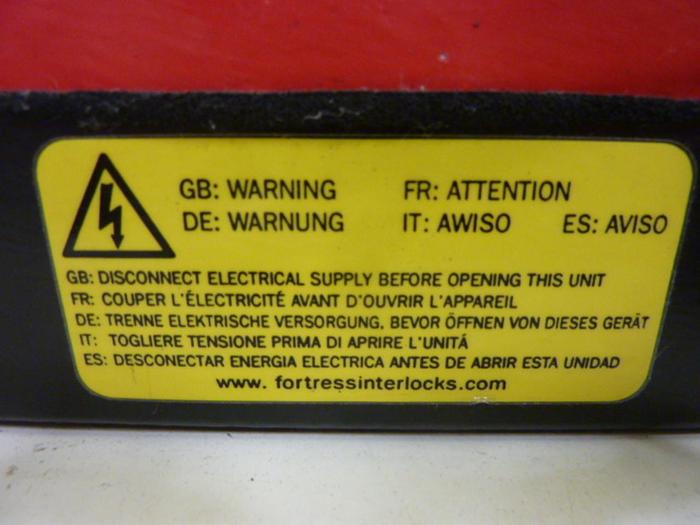 GB: WARNING FR: ATTENTION
DE: WARNUNG IT: AWISO ES: AVISO
GB: DISCONNECT ELECTRICAL SUPPLY BEFORE OPENING THIS UNIT
FR: COUPER L'ÉLECTRICITÉ AVANT D'OUVRIR L'APPAREIL
DE: TRENNE ELEKTRISCHE VERSORGUNG, BEVOR ÖFFNEN VON DIESES GERÄT
IT: TOGLIERE TENSIONE PRIMA DI APRIRE L'UNITÁ
ES: DESCONECTAR ENERGIA ELECTRICA ANTES DE ABRIR ESTA UNIDAD
www. fortressinterlocks.com